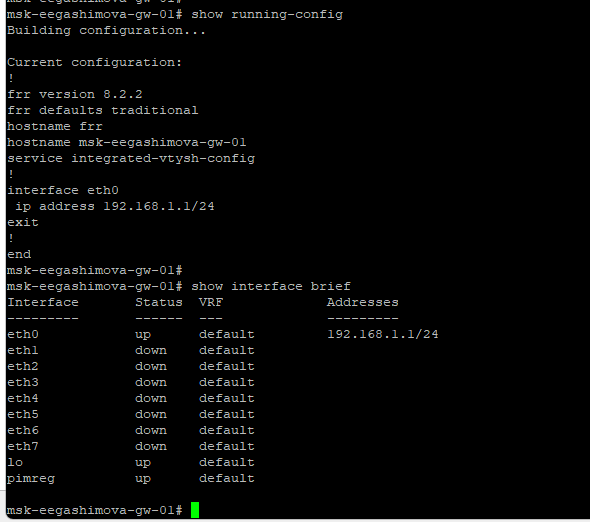 msk-eegashimova-gw-01#
msk-eegashimova-gw-01# show running-config
Building configuration...
Current configuration:
!
frr version 8.2.2
frr defaults traditional
hostname frr
hostname msk-eegashimova-gw-01
service integrated-vtysh-config
!
interface eth0
 ip address 192.168.1.1/24
exit
!
end
msk-eegashimova-gw-01#
msk-eegashimova-gw-01# show interface brief
Interface       Status  VRF             Addresses
---------       ------  ---             ---------
eth0            up      default         192.168.1.1/24
eth1            down    default
eth2            down    default
eth3            down    default
eth4            down    default
eth5            down    default
eth6            down    default
eth7            down    default
lo              up      default
pimreg          up      default
msk-eegashimova-gw-01#